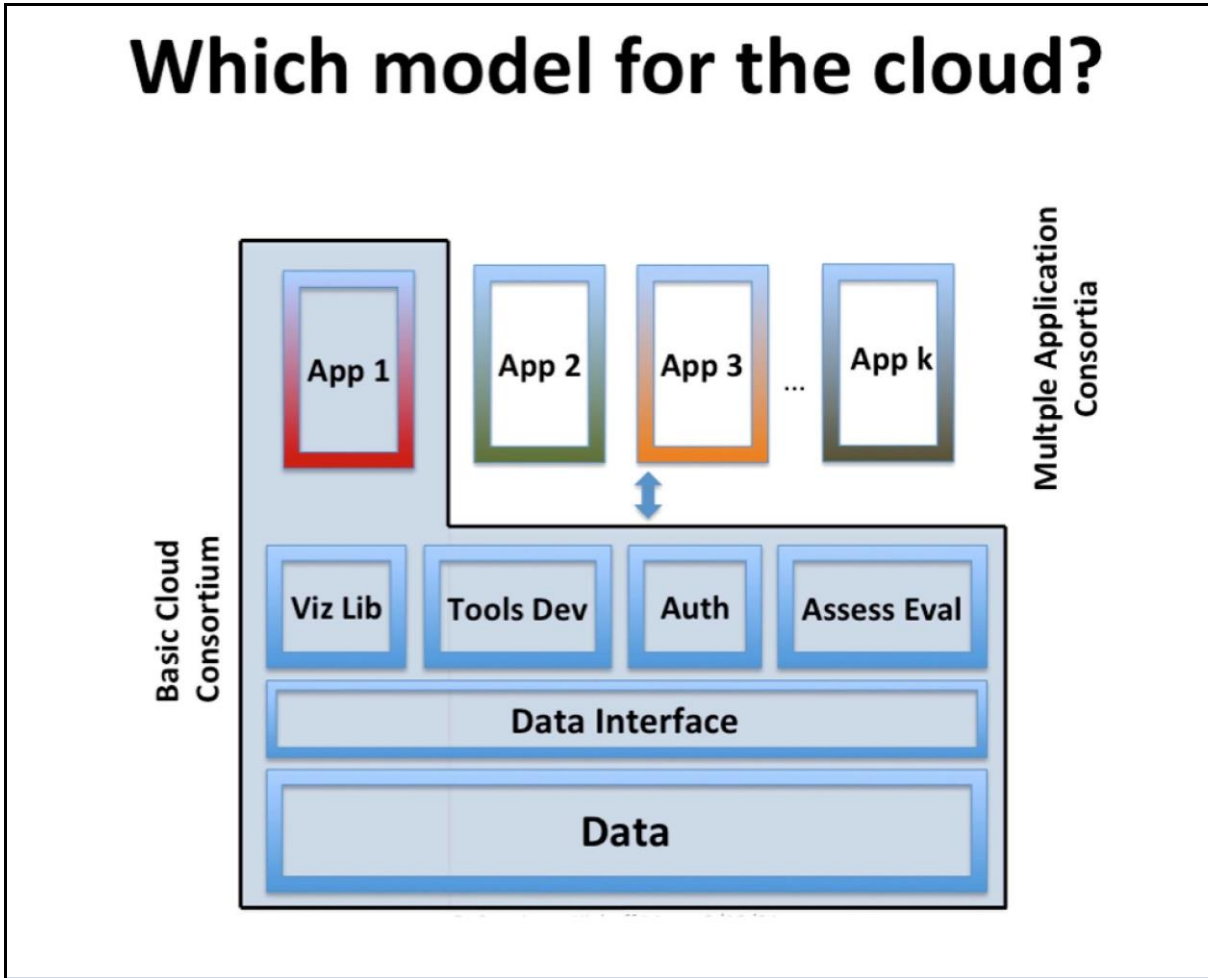 Which model for the cloud?
App 1
App 2
App 3
...
App k
Multple Application
Consortia
Basic Cloud
Consortium
Viz Lib
Tools Dev
Auth
Assess Eval
Data Interface
Data